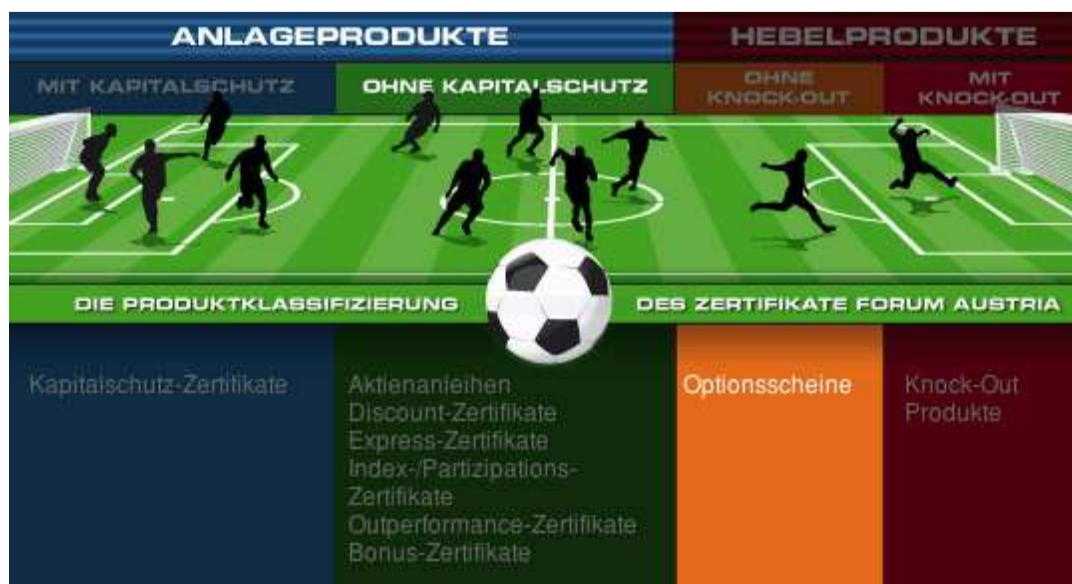 ANLAGEPRODUKTE
HEBELPRODUKTE
MIT KAPITALSCHUTZ
OHNE KAPITALSCHUTZ
OHNE
KNOCK-OUT
MIT
KNOCK-OUT
DIE PRODUKTKLASSIFIZIERUNG
DES ZERTIFIKATE FORUM AUSTRIA
Kapitalschutz-Zertifikate
Aktienanleihen
Discount-Zertifikate
Express-Zertifikate
Index-/Partizipations-
Zertifikate
Outperformance-Zertifikate
Bonus-Zertifikate
Optionsscheine
Knock-Out
Produkte